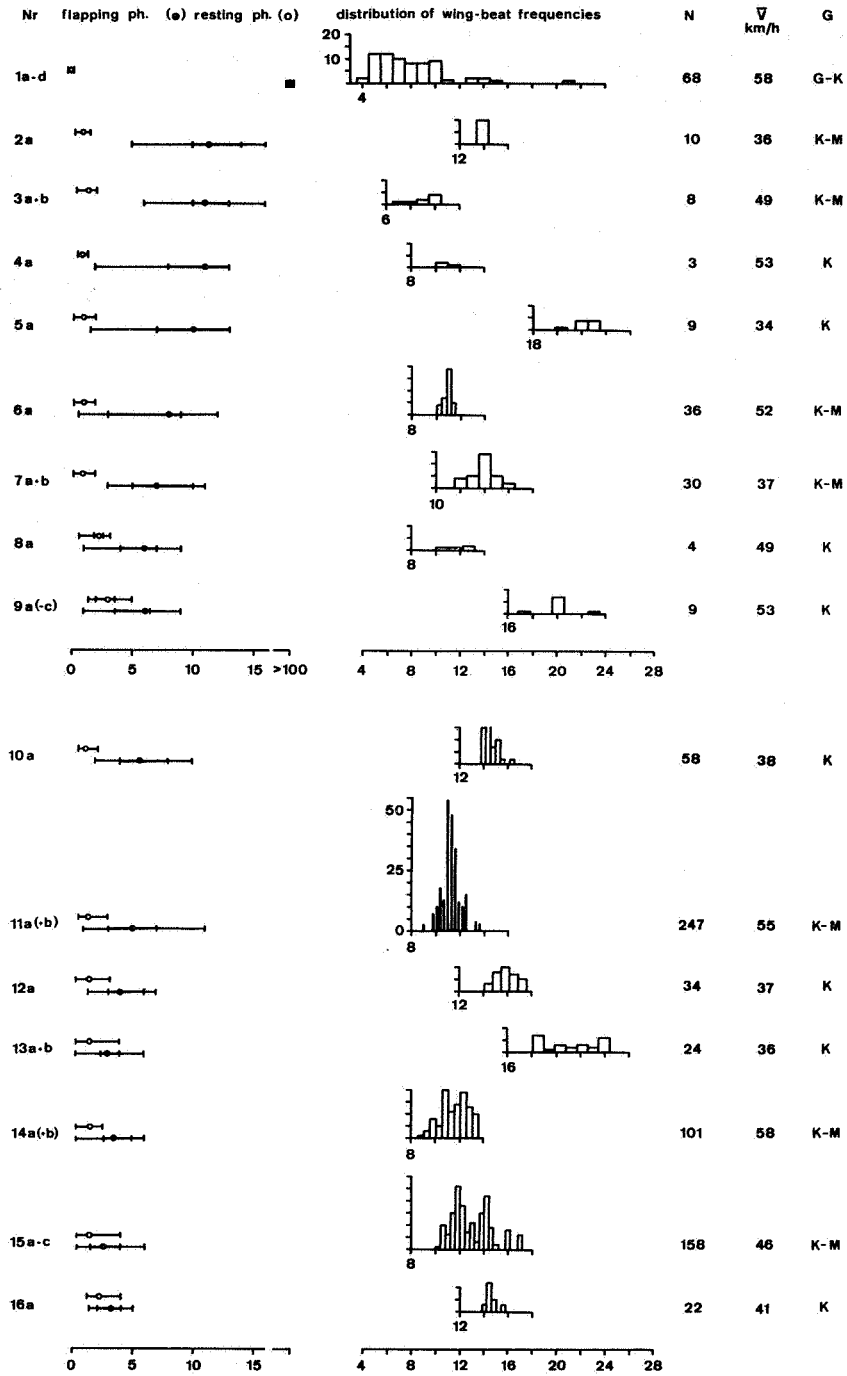 Nr flapping ph. (●) resting ph. (o) distribution of wing-beat frequencies N V̅ G
km/h
20
10
1a-d 4 68 58 G-K
2a 12 10 36 K-M
3a+b 6 8 49 K-M
4a 8 3 53 K
5a 18 9 34 K
6a 8 36 52 K-M
7a+b 10 30 37 K-M
8a 8 4 49 K
9a(-c) 16 9 53 K
0 5 10 15 >100 4 8 12 16 20 24 28
10a 12 58 38 K
50
25
0
11a(+b) 8 247 55 K-M
12a 12 34 37 K
13a+b 16 24 36 K
14a(+b) 8 101 58 K-M
15a-c 8 158 46 K-M
16a 12 22 41 K
0 5 10 15 4 8 12 16 20 24 28